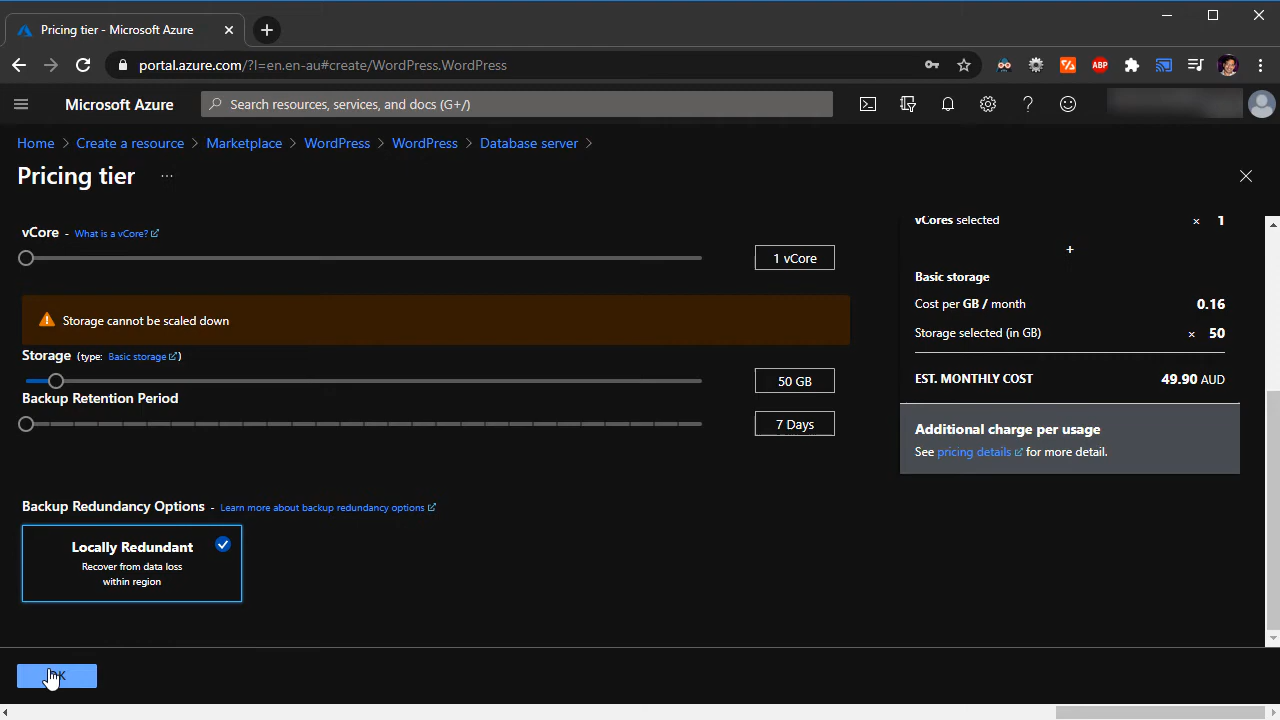 Pricing tier - Microsoft Azure
portal.azure.com/?l=en.en-au#create/WordPress.WordPress
ABP
Microsoft Azure
Search resources, services, and docs (G+/)
Home > Create a resource > Marketplace > WordPress > WordPress > Database server >
Pricing tier ...
vCore - What is a vCore?
1 vCore
Storage cannot be scaled down
Storage (type: Basic storage)
50 GB
Backup Retention Period
7 Days
Backup Redundancy Options - Learn more about backup redundancy options
Locally Redundant
Recover from data loss
within region
vCores selected × 1
+
Basic storage
Cost per GB / month 0.16
Storage selected (in GB) × 50
EST. MONTHLY COST 49.90 AUD
Additional charge per usage
See pricing details for more detail.
OK